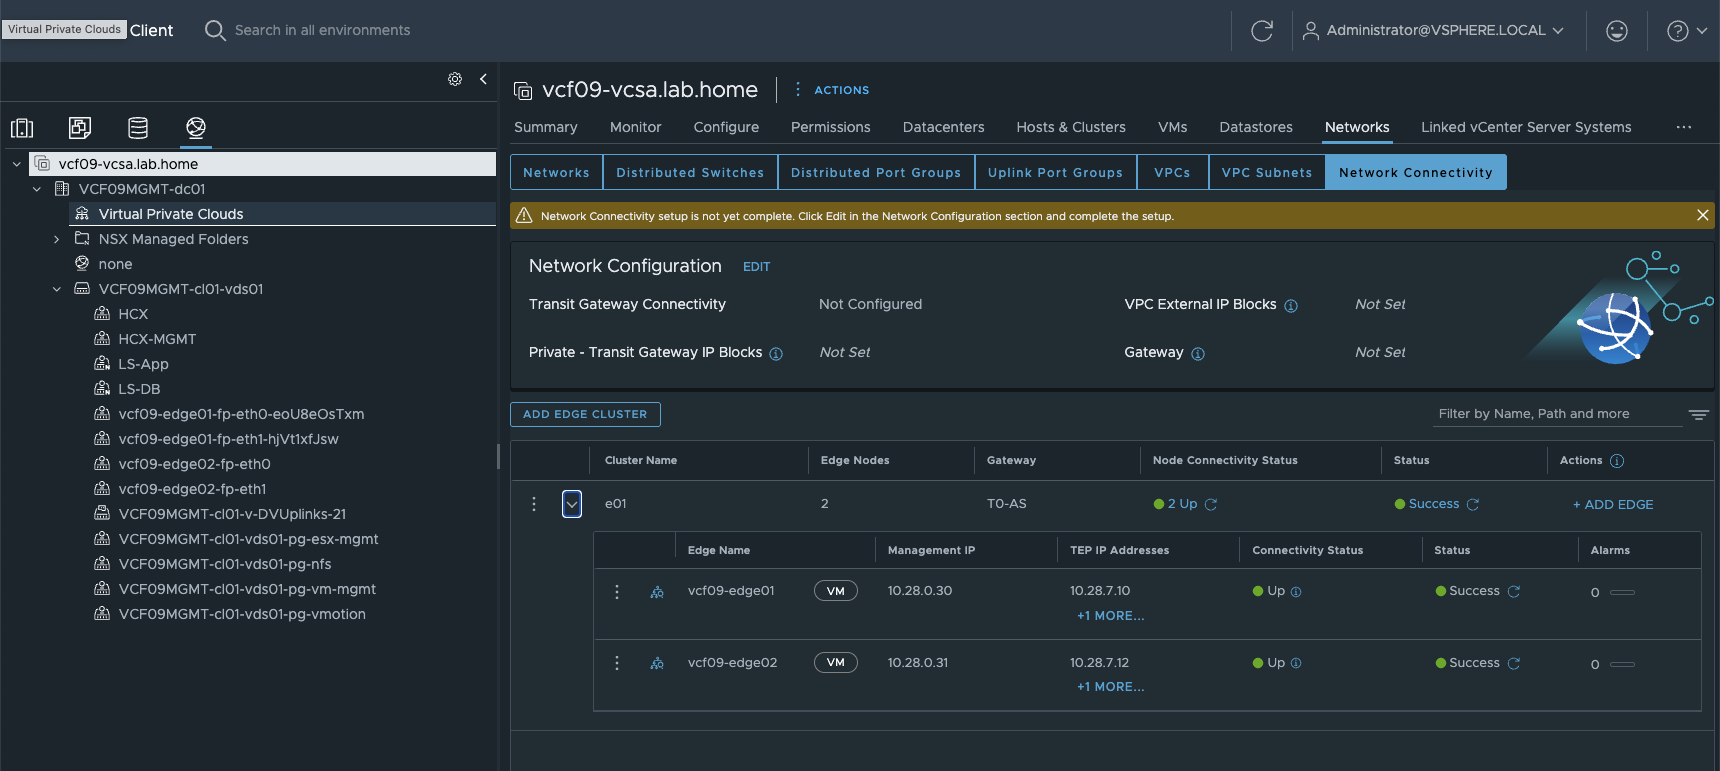 Virtual Private Clouds
Client
Search in all environments
Administrator@VSPHERE.LOCAL
vcf09-vcsa.lab.home
VCF09MGMT-dc01
Virtual Private Clouds
NSX Managed Folders
none
VCF09MGMT-cl01-vds01
HCX
HCX-MGMT
LS-App
LS-DB
vcf09-edge01-fp-eth0-eoU8eOsTxm
vcf09-edge01-fp-eth1-hjVt1xfJsw
vcf09-edge02-fp-eth0
vcf09-edge02-fp-eth1
VCF09MGMT-cl01-v-DVUplinks-21
VCF09MGMT-cl01-vds01-pg-esx-mgmt
VCF09MGMT-cl01-vds01-pg-nfs
VCF09MGMT-cl01-vds01-pg-vm-mgmt
VCF09MGMT-cl01-vds01-pg-vmotion
vcf09-vcsa.lab.home
ACTIONS
Summary Monitor Configure Permissions Datacenters Hosts & Clusters VMs Datastores Networks Linked vCenter Server Systems ...
Networks Distributed Switches Distributed Port Groups Uplink Port Groups VPCs VPC Subnets Network Connectivity
Network Connectivity setup is not yet complete. Click Edit in the Network Configuration section and complete the setup.
Network Configuration EDIT
Transit Gateway Connectivity Not Configured VPC External IP Blocks Not Set
Private - Transit Gateway IP Blocks Not Set Gateway Not Set
ADD EDGE CLUSTER Filter by Name, Path and more
Cluster Name Edge Nodes Gateway Node Connectivity Status Status Actions
e01 2 T0-AS 2 Up Success + ADD EDGE
Edge Name Management IP TEP IP Addresses Connectivity Status Status Alarms
vcf09-edge01 VM 10.28.0.30 10.28.7.10 Up Success 0
+1 MORE...
vcf09-edge02 VM 10.28.0.31 10.28.7.12 Up Success 0
+1 MORE...